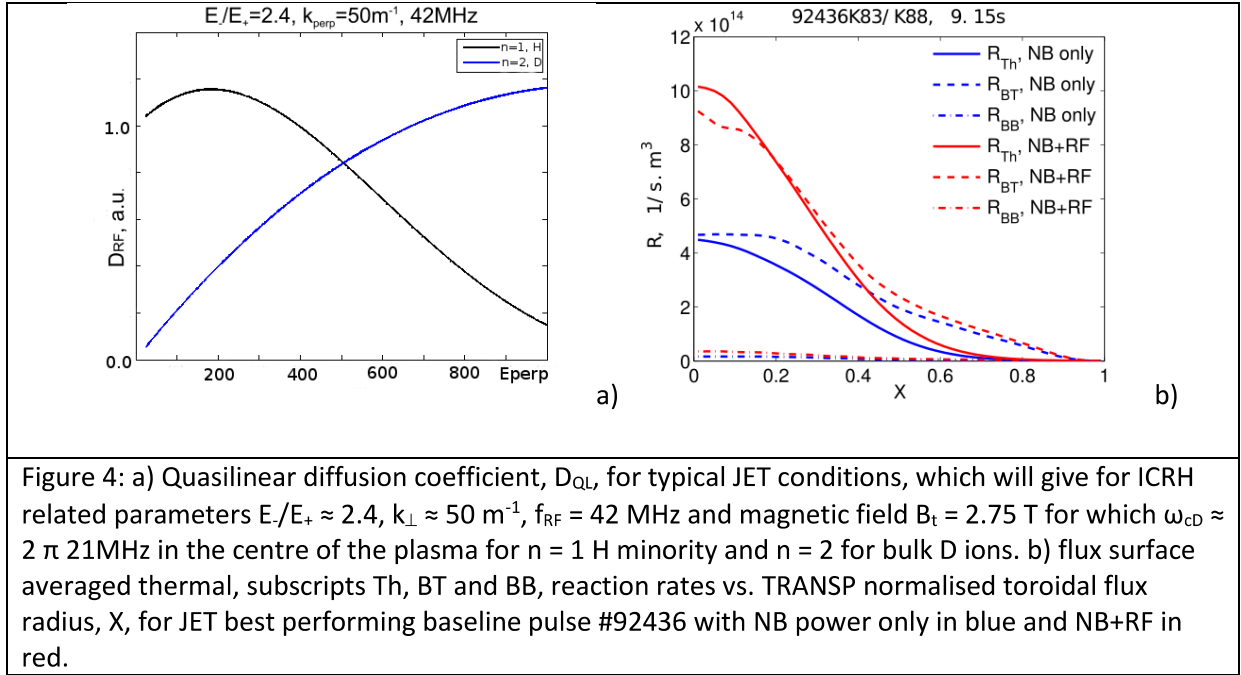 E-/E+=2.4, kperp=50m-1, 42MHz
n=1, H
n=2, D
DRF, a.u.
1.0
0.0
200
400
600
800
Eperp
a)
92436K83/ K88, 9. 15s
x 10^14
R, 1/ s. m^3
12
10
8
6
4
2
0
0
0.2
0.4
0.6
0.8
1
X
RTh, NB only
RBT, NB only
RBB, NB only
RTh, NB+RF
RBT, NB+RF
RBB, NB+RF
b)
Figure 4: a) Quasilinear diffusion coefficient, DQL, for typical JET conditions, which will give for ICRH
related parameters E-/E+ ≈ 2.4, k⊥ ≈ 50 m-1, fRF = 42 MHz and magnetic field Bt = 2.75 T for which ωcD ≈
2 π 21MHz in the centre of the plasma for n = 1 H minority and n = 2 for bulk D ions. b) flux surface
averaged thermal, subscripts Th, BT and BB, reaction rates vs. TRANSP normalised toroidal flux
radius, X, for JET best performing baseline pulse #92436 with NB power only in blue and NB+RF in
red.